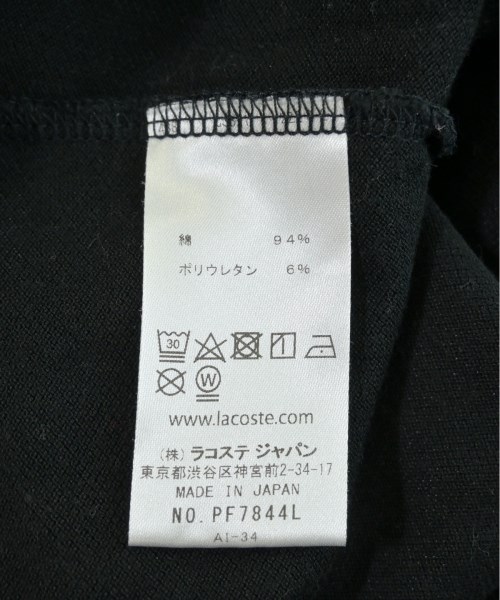 綿 94%
ポリウレタン 6%
30
W
www.lacoste.com
(株) ラコステ ジャパン
東京都渋谷区神宮前2-34-17
MADE IN JAPAN
NO. PF7844L
AI-34